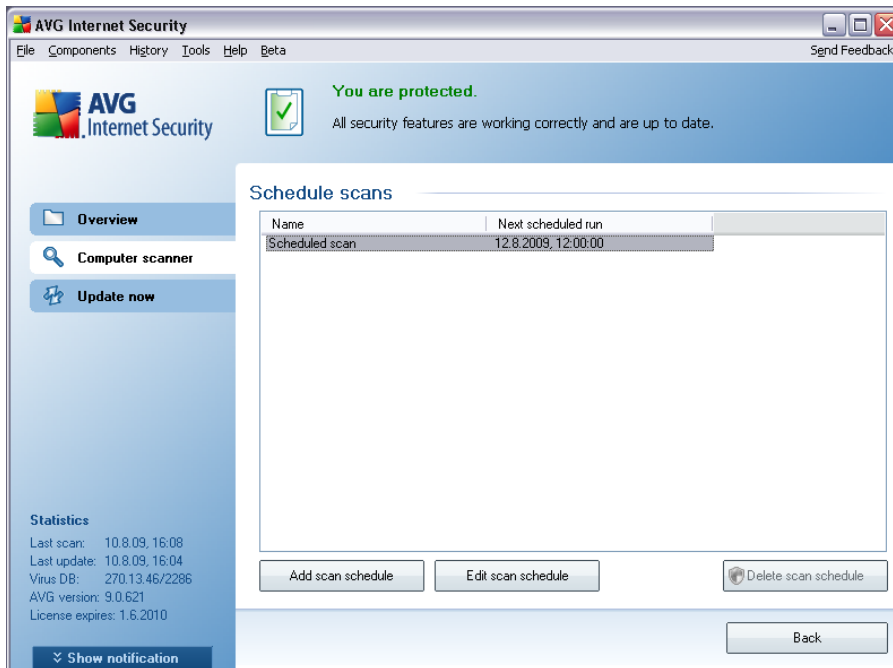 AVG Internet Security
File Components History Tools Help Beta Send Feedback
AVG
Internet Security
You are protected.
All security features are working correctly and are up to date.
Overview
Computer scanner
Update now
Schedule scans
Name Next scheduled run
Scheduled scan 12.8.2009, 12:00:00
Statistics
Last scan: 10.8.09, 16:08
Last update: 10.8.09, 16:04
Virus DB: 270.13.46/2286
AVG version: 9.0.621
License expires: 1.6.2010
Show notification
Add scan schedule Edit scan schedule Delete scan schedule
Back